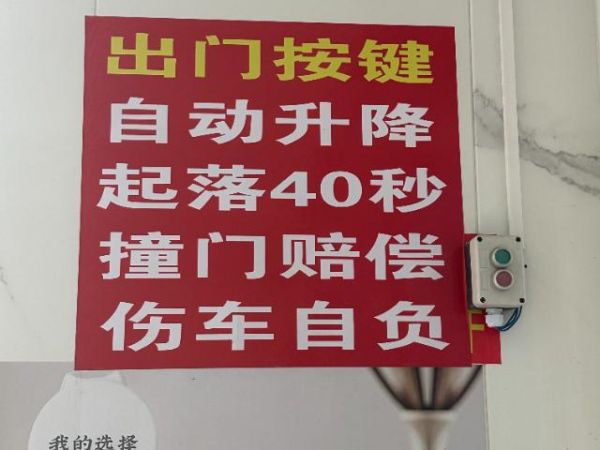 出门按键
自动升降
起落40秒
撞门赔偿
伤车自负
我的选择